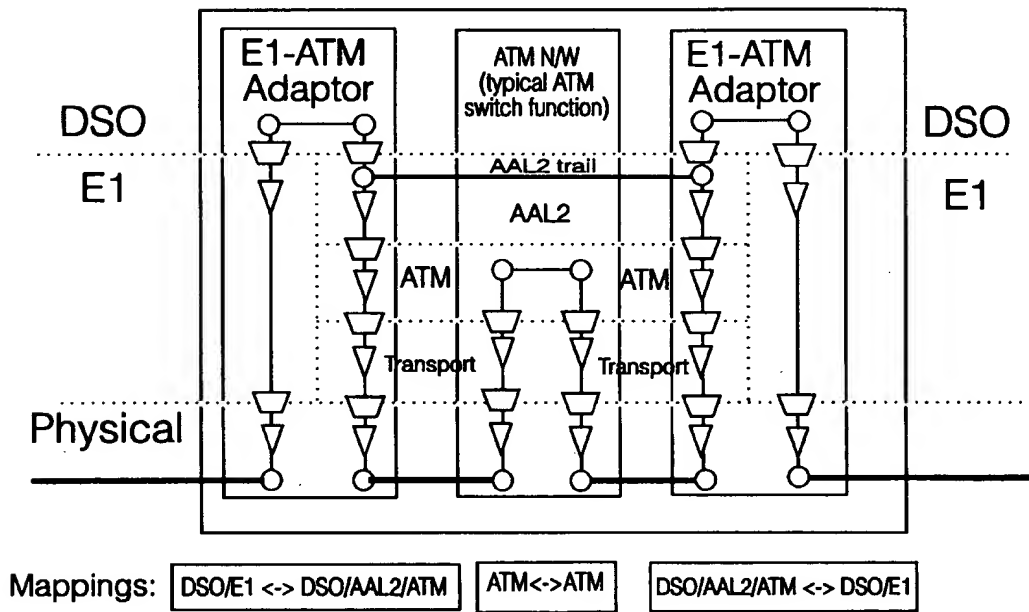 E1-ATM
Adaptor
ATM N/W
(typical ATM
switch function)
E1-ATM
Adaptor
DSO
DSO
E1
AAL2 trail
E1
AAL2
ATM
ATM
Transport
Transport
Physical
Mappings:
DSO/E1 <-> DSO/AAL2/ATM
ATM<->ATM
DSO/AAL2/ATM <-> DSO/E1